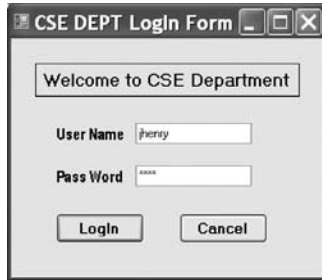 CSE DEPT LogIn Form
Welcome to CSE Department
User Name jhenry
Pass Word ****
LogIn Cancel